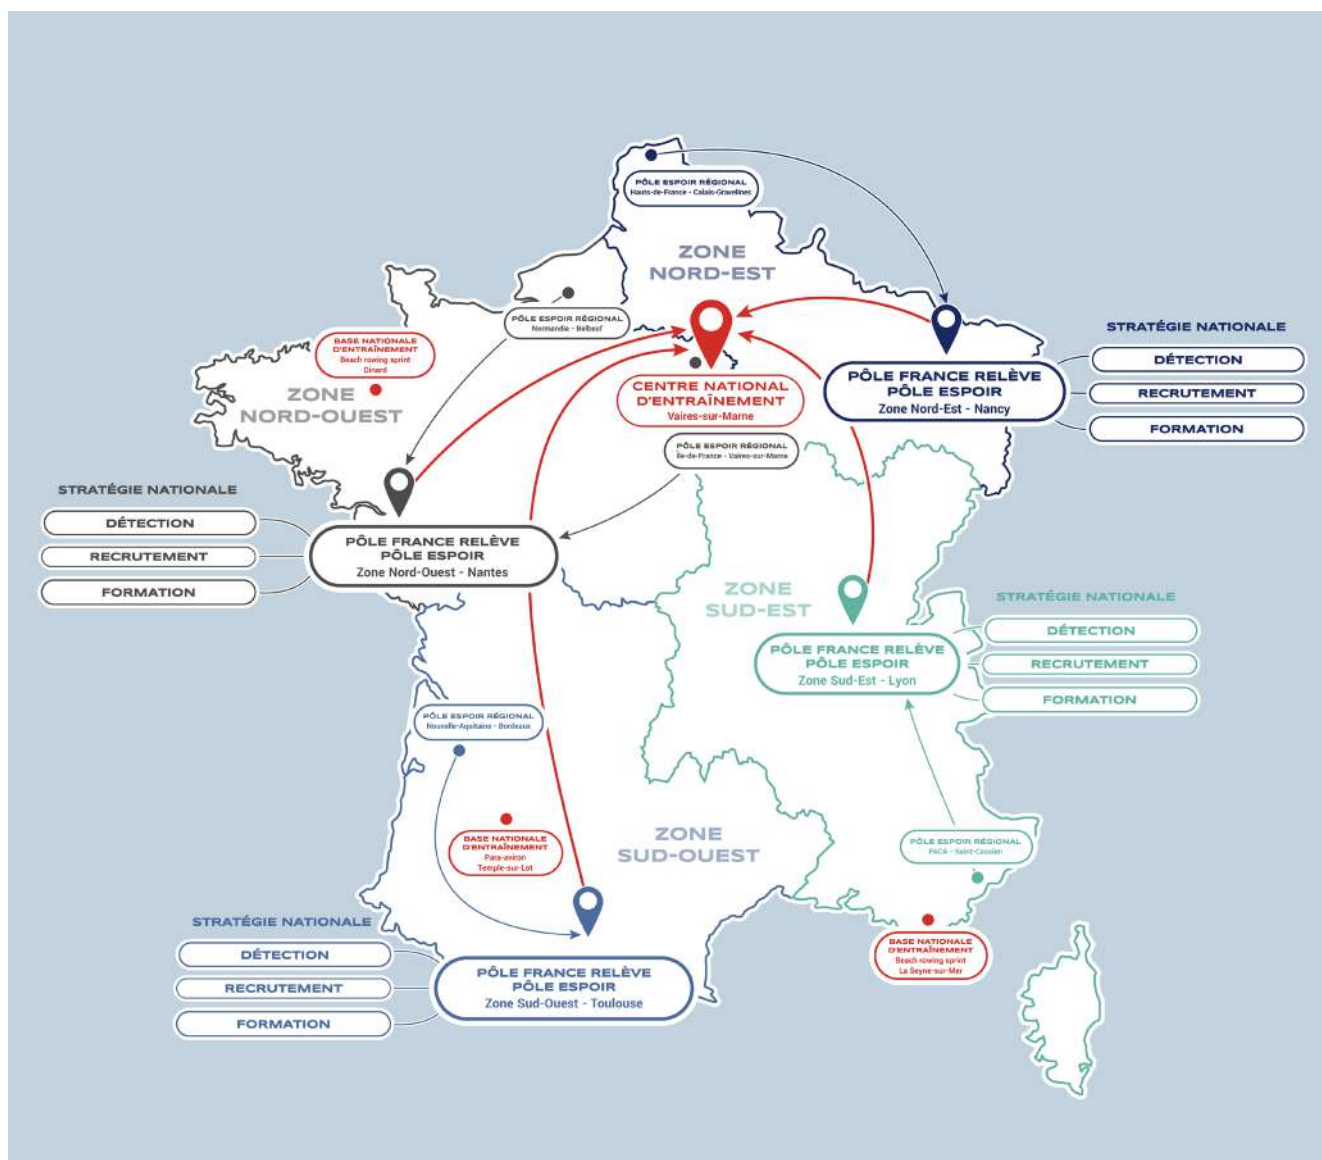 PÔLE ESPOIR RÉGIONAL
Hauts-de-France - Calais-Gravelines
ZONE
NORD-EST
PÔLE ESPOIR RÉGIONAL
Normandie - Belbeuf
BASE NATIONALE
D'ENTRAÎNEMENT
Beach rowing sprint
Dinard
ZONE
NORD-OUEST
CENTRE NATIONAL
D'ENTRAÎNEMENT
Vaires-sur-Marne
PÔLE ESPOIR RÉGIONAL
Île-de-France - Vaires-sur-Marne
PÔLE FRANCE RELÈVE
PÔLE ESPOIR
Zone Nord-Est - Nancy
STRATÉGIE NATIONALE
DÉTECTION
RECRUTEMENT
FORMATION
STRATÉGIE NATIONALE
DÉTECTION
RECRUTEMENT
FORMATION
PÔLE FRANCE RELÈVE
PÔLE ESPOIR
Zone Nord-Ouest - Nantes
ZONE
SUD-EST
PÔLE FRANCE RELÈVE
PÔLE ESPOIR
Zone Sud-Est - Lyon
STRATÉGIE NATIONALE
DÉTECTION
RECRUTEMENT
FORMATION
PÔLE ESPOIR RÉGIONAL
Nouvelle-Aquitaine - Bordeaux
BASE NATIONALE
D'ENTRAÎNEMENT
Para-aviron
Temple-sur-Lot
ZONE
SUD-OUEST
PÔLE ESPOIR RÉGIONAL
PACA - Saint-Cassien
BASE NATIONALE
D'ENTRAÎNEMENT
Beach rowing sprint
La Seyne-sur-Mer
STRATÉGIE NATIONALE
DÉTECTION
RECRUTEMENT
FORMATION
PÔLE FRANCE RELÈVE
PÔLE ESPOIR
Zone Sud-Ouest - Toulouse